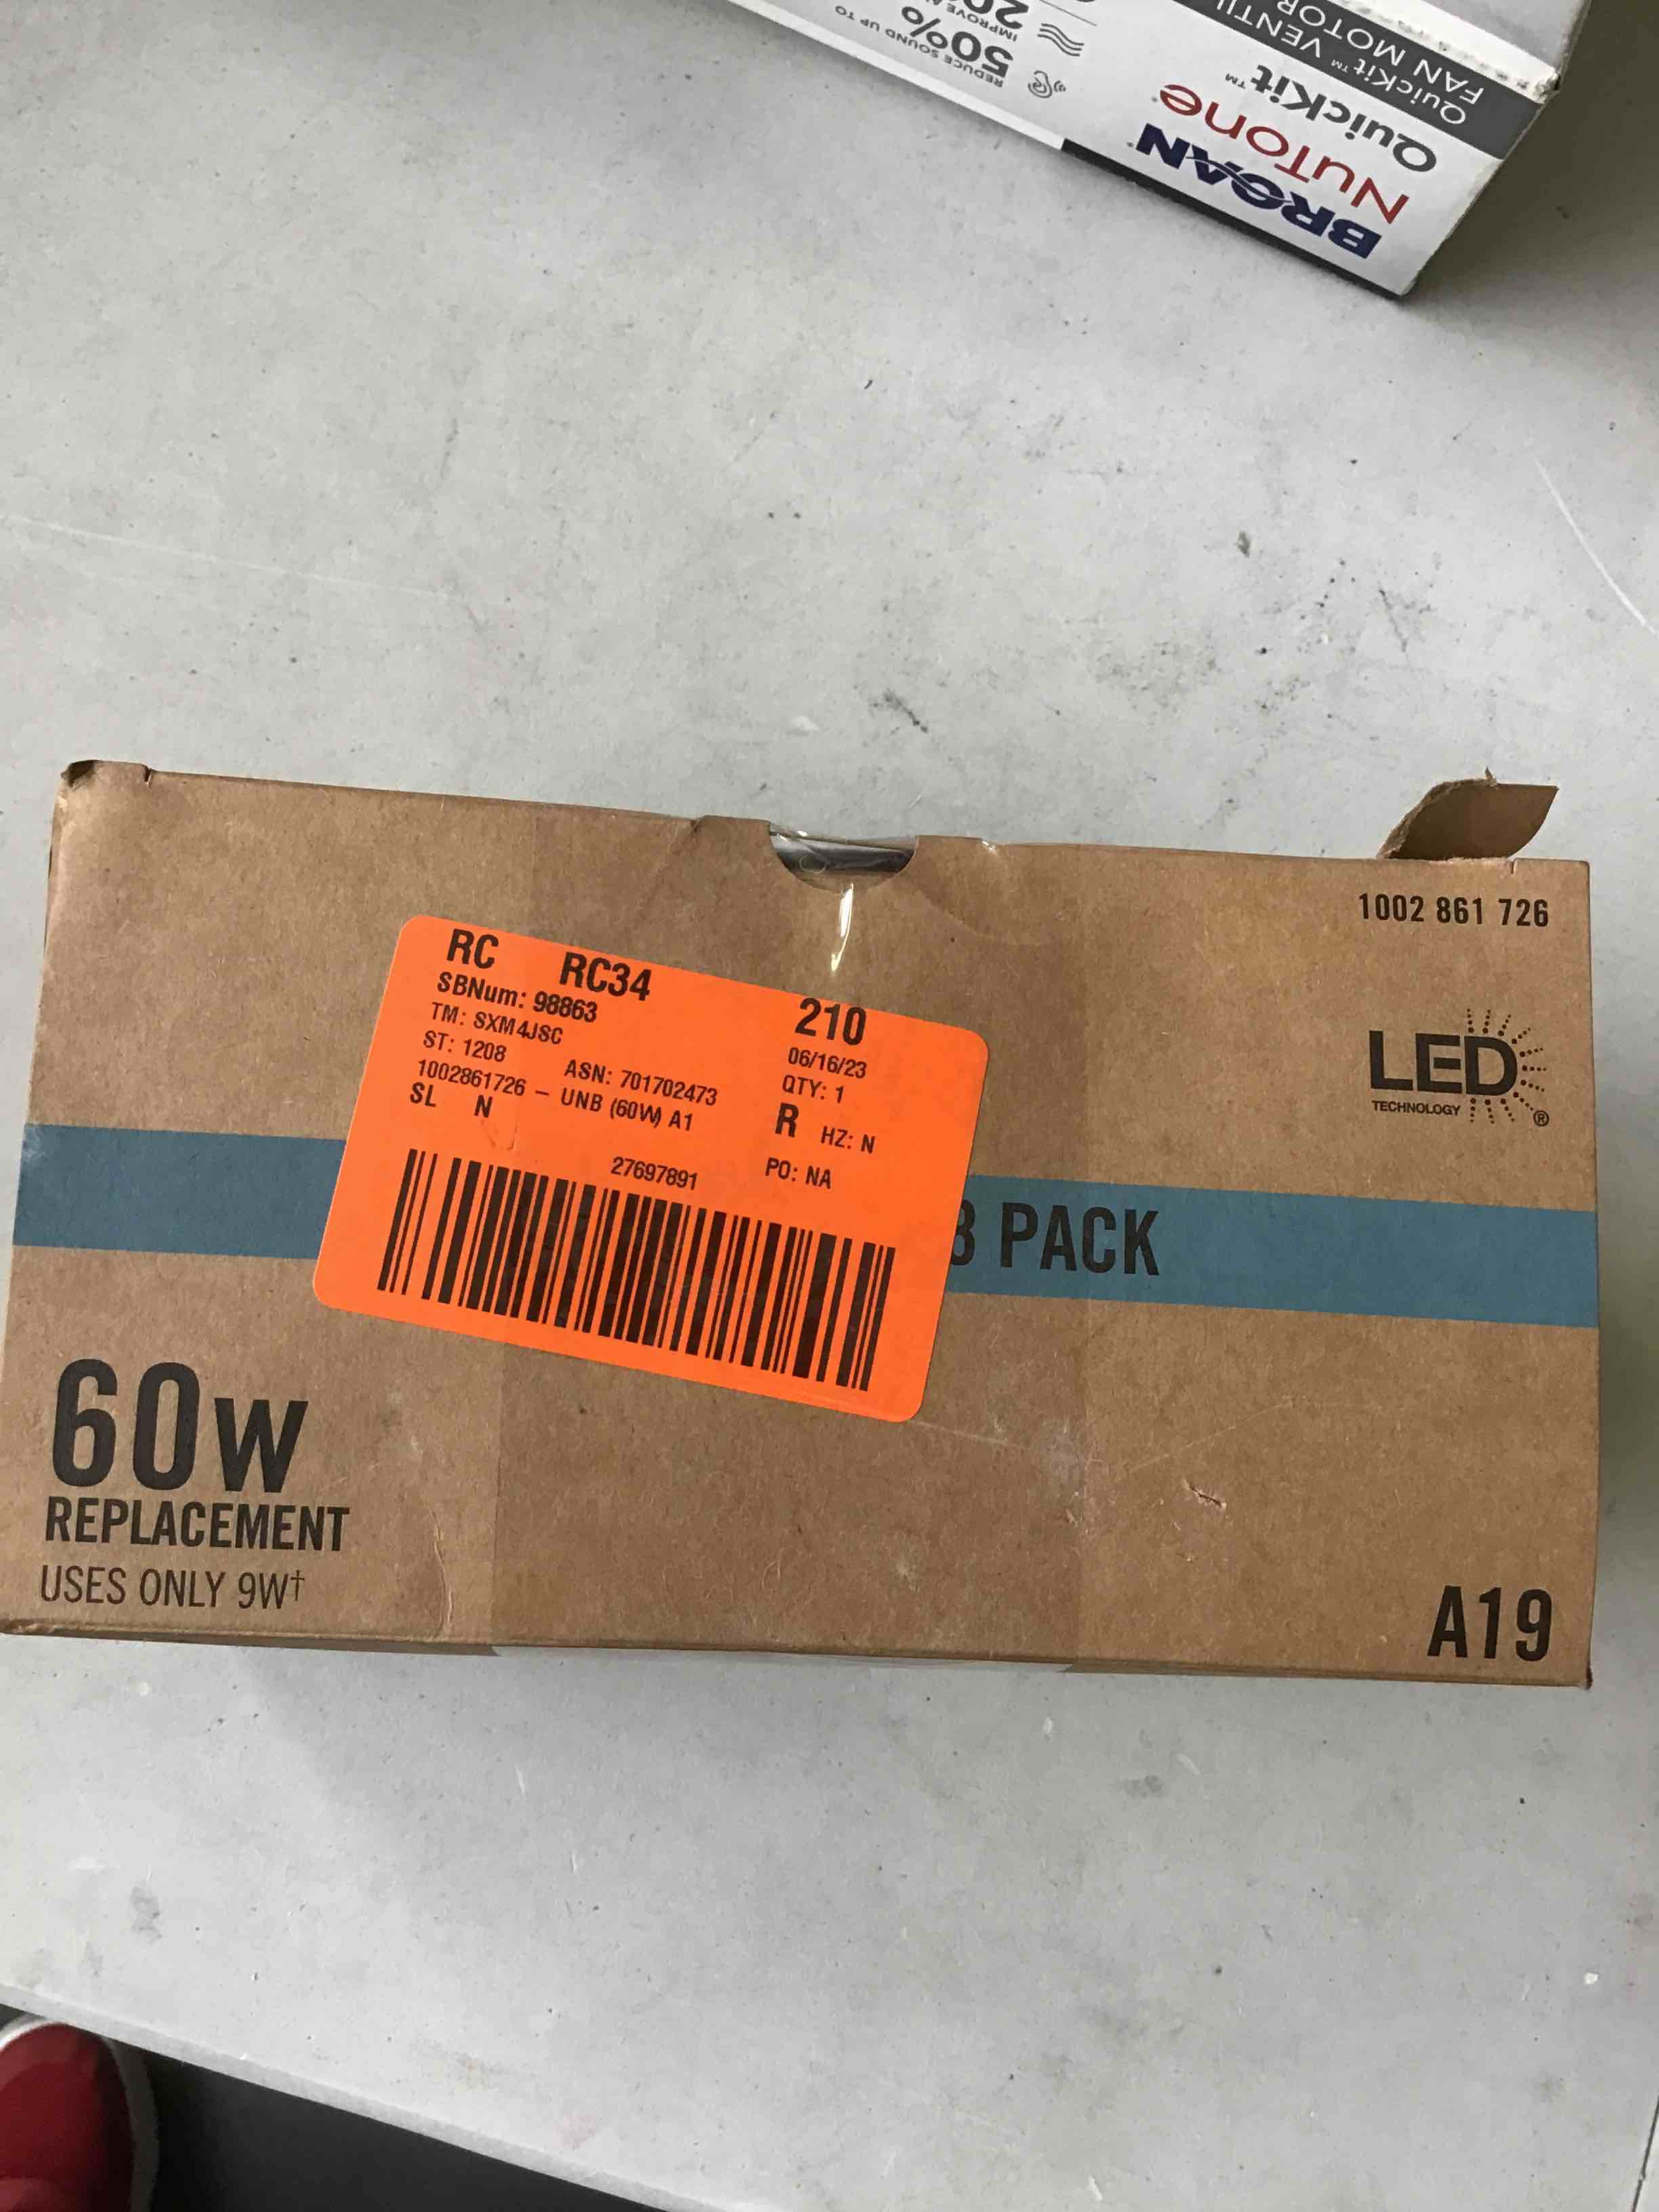 BROAN
NuTone
QuicKit™
QuicKit™
FAN MOTOR
REDUCE SOUND UP TO
50%
1002 861 726
LED
TECHNOLOGY ®
RC RC34 210
SBNum: 98863 06/16/23
TM: SXM4JSC QTY: 1
ST: 1208 ASN: 701702473 R HZ: N
1002861726 – UNB (60W) A1
SL N 27697891 PO: NA
PACK
60W
REPLACEMENT
USES ONLY 9W†
A19